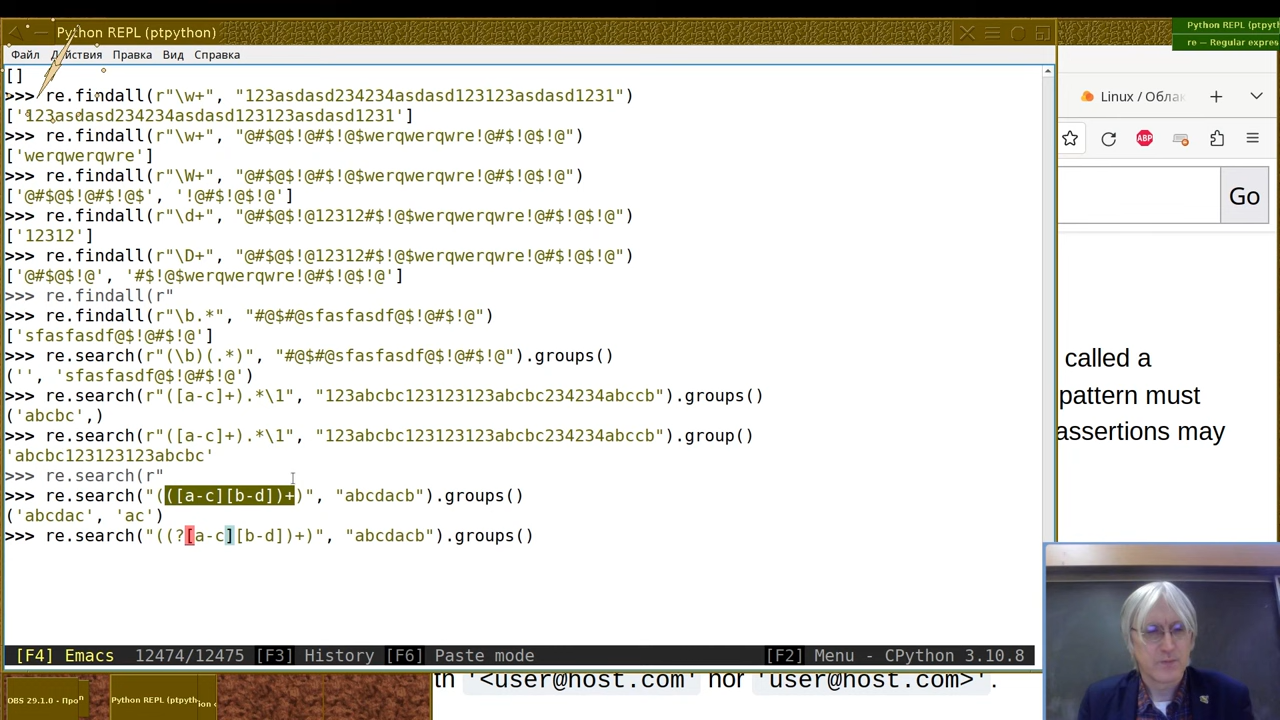 Python REPL (ptpython)
Python REPL (ptpython
re — Regular expres
Файл Действия Правка Вид Справка
[]
>>> re.findall(r"\w+", "123asdasd234234asdasd123123asdasd1231")
['123asdasd234234asdasd123123asdasd1231']
>>> re.findall(r"\w+", "@#$@$!@#$!@$werqwerqwre!@#$!@$!@")
['werqwerqwre']
>>> re.findall(r"\W+", "@#$@$!@#$!@$werqwerqwre!@#$!@$!@")
['@#$@$!@#$!@$', '!@#$!@$!@']
>>> re.findall(r"\d+", "@#$@$!@12312#$!@$werqwerqwre!@#$!@$!@")
['12312']
>>> re.findall(r"\D+", "@#$@$!@12312#$!@$werqwerqwre!@#$!@$!@")
['@#$@$!@', '#$!@$werqwerqwre!@#$!@$!@']
>>> re.findall(r"
>>> re.findall(r"\b.*", "#@$#@sfasfasdf@$!@#$!@")
['sfasfasdf@$!@#$!@']
>>> re.search(r"(\b)(.*)", "#@$#@sfasfasdf@$!@#$!@").groups()
('', 'sfasfasdf@$!@#$!@')
>>> re.search(r"([a-c]+).*\1", "123abcbc123123123abcbc234234abccb").groups()
('abcbc',)
>>> re.search(r"([a-c]+).*\1", "123abcbc123123123abcbc234234abccb").group()
'abcbc123123123abcbc'
>>> re.search(r"
>>> re.search("(([a-c][b-d])+)", "abcdacb").groups()
('abcdac', 'ac')
>>> re.search("((?[a-c][b-d])+)", "abcdacb").groups()
[F4] Emacs 12474/12475 [F3] History [F6] Paste mode [F2] Menu - CPython 3.10.8
Linux / Обла
ABP
Go
called a
pattern must
assertions may
th '<user@host.com' nor 'user@host.com>'.
OBS 29.1.0 - Про
Python REPL (ptpyth